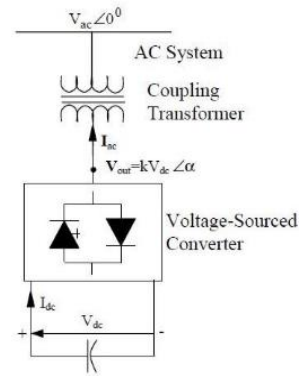 Vac∠0⁰
AC System
Coupling
Transformer
Iac
Vout=kVdc∠α
Voltage-Sourced
Converter
+
Idc
+ Vdc -